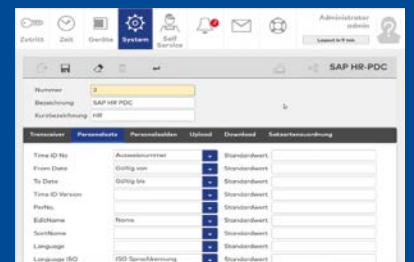 Zutritt Zeit Geräte System Self Service
Administrator
admin
Logout in 9 min.
SAP HR-PDC
Nummer 3
Bezeichnung SAP HR PDC
Kurzbezeichnung HR
Transceiver Personalsatz Personalsalden Upload Download Satzartenzuordnung
Time ID No Ausweisnummer Standardwert
From Date Gültig von Standardwert
To Date Gültig bis Standardwert
Time ID Version Standardwert
PerNo. Standardwert
EditName Name Standardwert
SortName Standardwert
Language Standardwert
Language ISO ISO Sprachkennung Standardwert